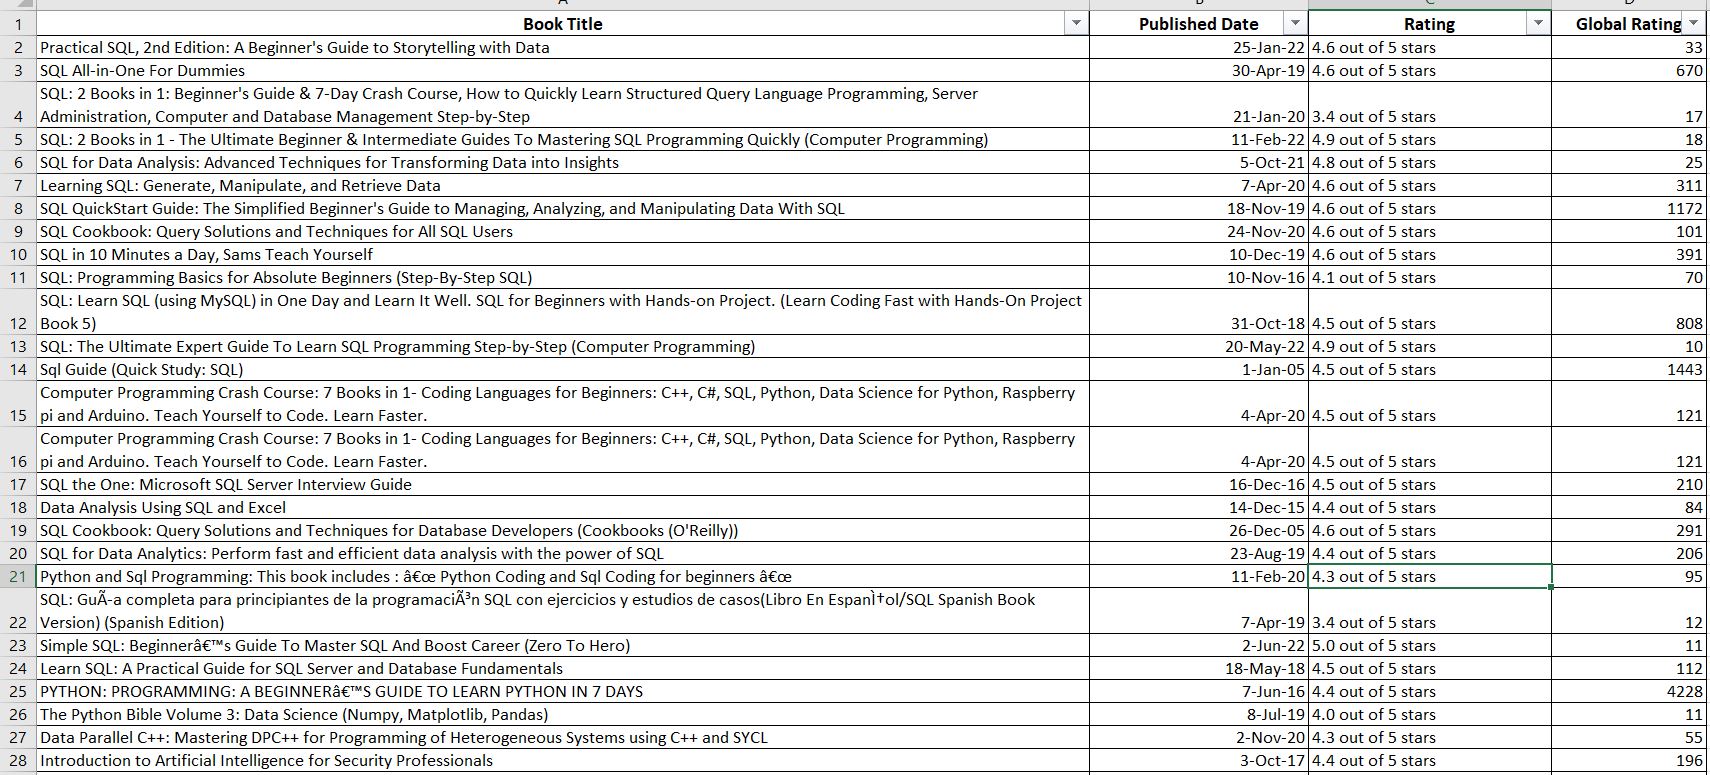 1 Book Title Published Date Rating Global Rating
2 Practical SQL, 2nd Edition: A Beginner's Guide to Storytelling with Data 25-Jan-22 4.6 out of 5 stars 33
3 SQL All-in-One For Dummies 30-Apr-19 4.6 out of 5 stars 670
SQL: 2 Books in 1: Beginner's Guide & 7-Day Crash Course, How to Quickly Learn Structured Query Language Programming, Server
4 Administration, Computer and Database Management Step-by-Step 21-Jan-20 3.4 out of 5 stars 17
5 SQL: 2 Books in 1 - The Ultimate Beginner & Intermediate Guides To Mastering SQL Programming Quickly (Computer Programming) 11-Feb-22 4.9 out of 5 stars 18
6 SQL for Data Analysis: Advanced Techniques for Transforming Data into Insights 5-Oct-21 4.8 out of 5 stars 25
7 Learning SQL: Generate, Manipulate, and Retrieve Data 7-Apr-20 4.6 out of 5 stars 311
8 SQL QuickStart Guide: The Simplified Beginner's Guide to Managing, Analyzing, and Manipulating Data With SQL 18-Nov-19 4.6 out of 5 stars 1172
9 SQL Cookbook: Query Solutions and Techniques for All SQL Users 24-Nov-20 4.6 out of 5 stars 101
10 SQL in 10 Minutes a Day, Sams Teach Yourself 10-Dec-19 4.6 out of 5 stars 391
11 SQL: Programming Basics for Absolute Beginners (Step-By-Step SQL) 10-Nov-16 4.1 out of 5 stars 70
SQL: Learn SQL (using MySQL) in One Day and Learn It Well. SQL for Beginners with Hands-on Project. (Learn Coding Fast with Hands-On Project
12 Book 5) 31-Oct-18 4.5 out of 5 stars 808
13 SQL: The Ultimate Expert Guide To Learn SQL Programming Step-by-Step (Computer Programming) 20-May-22 4.9 out of 5 stars 10
14 Sql Guide (Quick Study: SQL) 1-Jan-05 4.5 out of 5 stars 1443
Computer Programming Crash Course: 7 Books in 1- Coding Languages for Beginners: C++, C#, SQL, Python, Data Science for Python, Raspberry
15 pi and Arduino. Teach Yourself to Code. Learn Faster. 4-Apr-20 4.5 out of 5 stars 121
Computer Programming Crash Course: 7 Books in 1- Coding Languages for Beginners: C++, C#, SQL, Python, Data Science for Python, Raspberry
16 pi and Arduino. Teach Yourself to Code. Learn Faster. 4-Apr-20 4.5 out of 5 stars 121
17 SQL the One: Microsoft SQL Server Interview Guide 16-Dec-16 4.5 out of 5 stars 210
18 Data Analysis Using SQL and Excel 14-Dec-15 4.4 out of 5 stars 84
19 SQL Cookbook: Query Solutions and Techniques for Database Developers (Cookbooks (O'Reilly)) 26-Dec-05 4.6 out of 5 stars 291
20 SQL for Data Analytics: Perform fast and efficient data analysis with the power of SQL 23-Aug-19 4.4 out of 5 stars 206
21 Python and Sql Programming: This book includes : â€œ Python Coding and Sql Coding for beginners â€œ 11-Feb-20 4.3 out of 5 stars 95
SQL: GuÃ-a completa para principiantes de la programaciÃ³n SQL con ejercicios y estudios de casos(Libro En EspanÌ†ol/SQL Spanish Book
22 Version) (Spanish Edition) 7-Apr-19 3.4 out of 5 stars 12
23 Simple SQL: Beginnerâ€™s Guide To Master SQL And Boost Career (Zero To Hero) 2-Jun-22 5.0 out of 5 stars 11
24 Learn SQL: A Practical Guide for SQL Server and Database Fundamentals 18-May-18 4.5 out of 5 stars 112
25 PYTHON: PROGRAMMING: A BEGINNERâ€™S GUIDE TO LEARN PYTHON IN 7 DAYS 7-Jun-16 4.4 out of 5 stars 4228
26 The Python Bible Volume 3: Data Science (Numpy, Matplotlib, Pandas) 8-Jul-19 4.0 out of 5 stars 11
27 Data Parallel C++: Mastering DPC++ for Programming of Heterogeneous Systems using C++ and SYCL 2-Nov-20 4.3 out of 5 stars 55
28 Introduction to Artificial Intelligence for Security Professionals 3-Oct-17 4.4 out of 5 stars 196